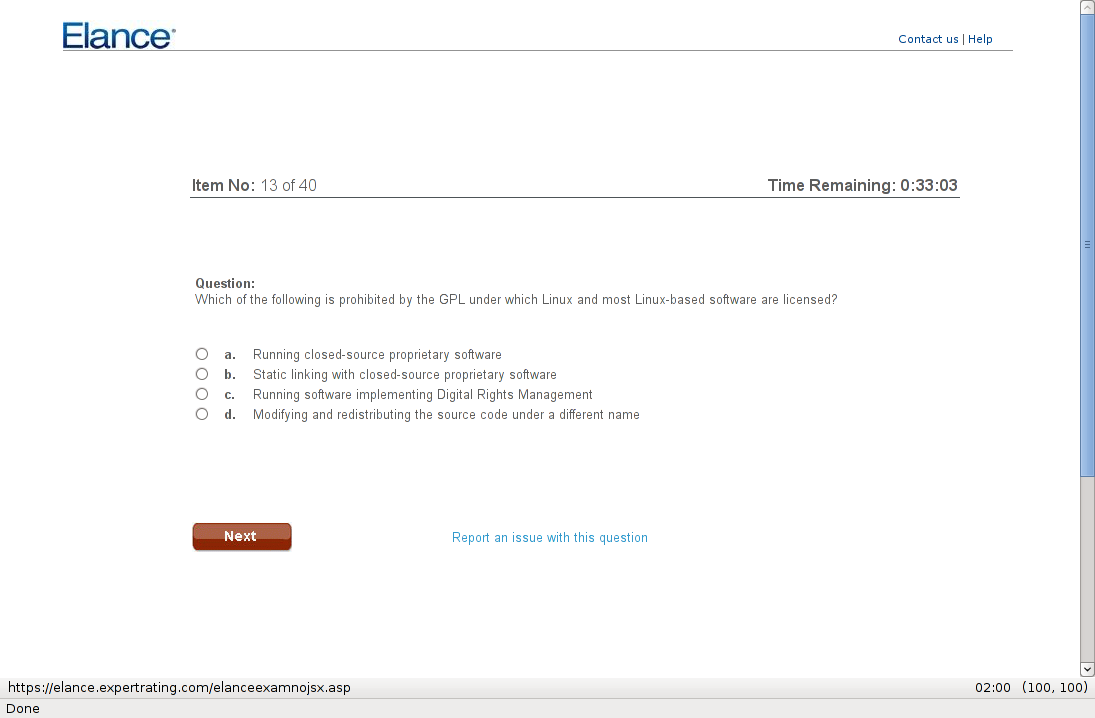 Elance®
Contact us | Help
Item No: 13 of 40
Time Remaining: 0:33:03
Question:
Which of the following is prohibited by the GPL under which Linux and most Linux-based software are licensed?
a. Running closed-source proprietary software
b. Static linking with closed-source proprietary software
c. Running software implementing Digital Rights Management
d. Modifying and redistributing the source code under a different name
Next
Report an issue with this question
https://elance.expertrating.com/elanceexamnojsx.asp
02:00 (100, 100)
Done